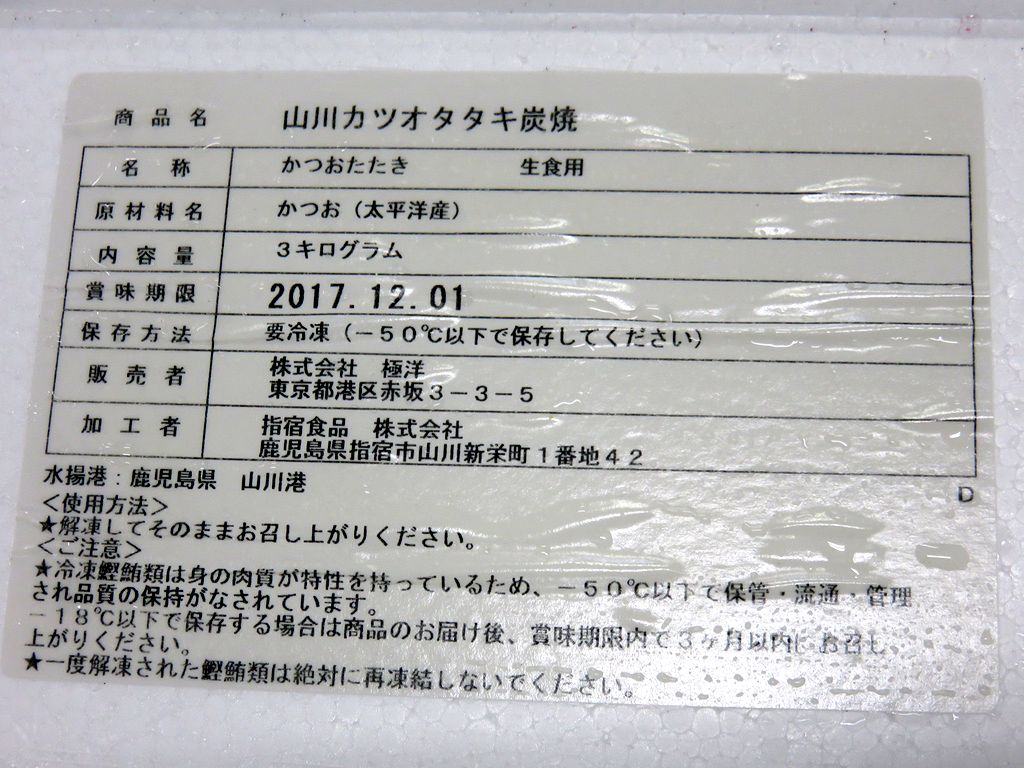 商品名 山川カツオタタキ炭焼
名称 かつおたたき 生食用
原材料名 かつお（太平洋産）
内容量 3キログラム
賞味期限 2017.12.01
保存方法 要冷凍（－50℃以下で保存してください）
販売者 株式会社 極洋
東京都港区赤坂3－3－5
加工者 指宿食品 株式会社
鹿児島県指宿市山川新栄町1番地42
水揚港：鹿児島県 山川港
D
＜使用方法＞
★解凍してそのままお召し上がりください。
＜ご注意＞
★冷凍鰹鮪類は身の肉質が特性を持っているため、－50℃以下で保管・流通・管理
され品質の保持がなされています。
－18℃以下で保存する場合は商品のお届け後、賞味期限内で3ヶ月以内にお召し
上がりください。
★一度解凍された鰹鮪類は絶対に再凍結しないでください。